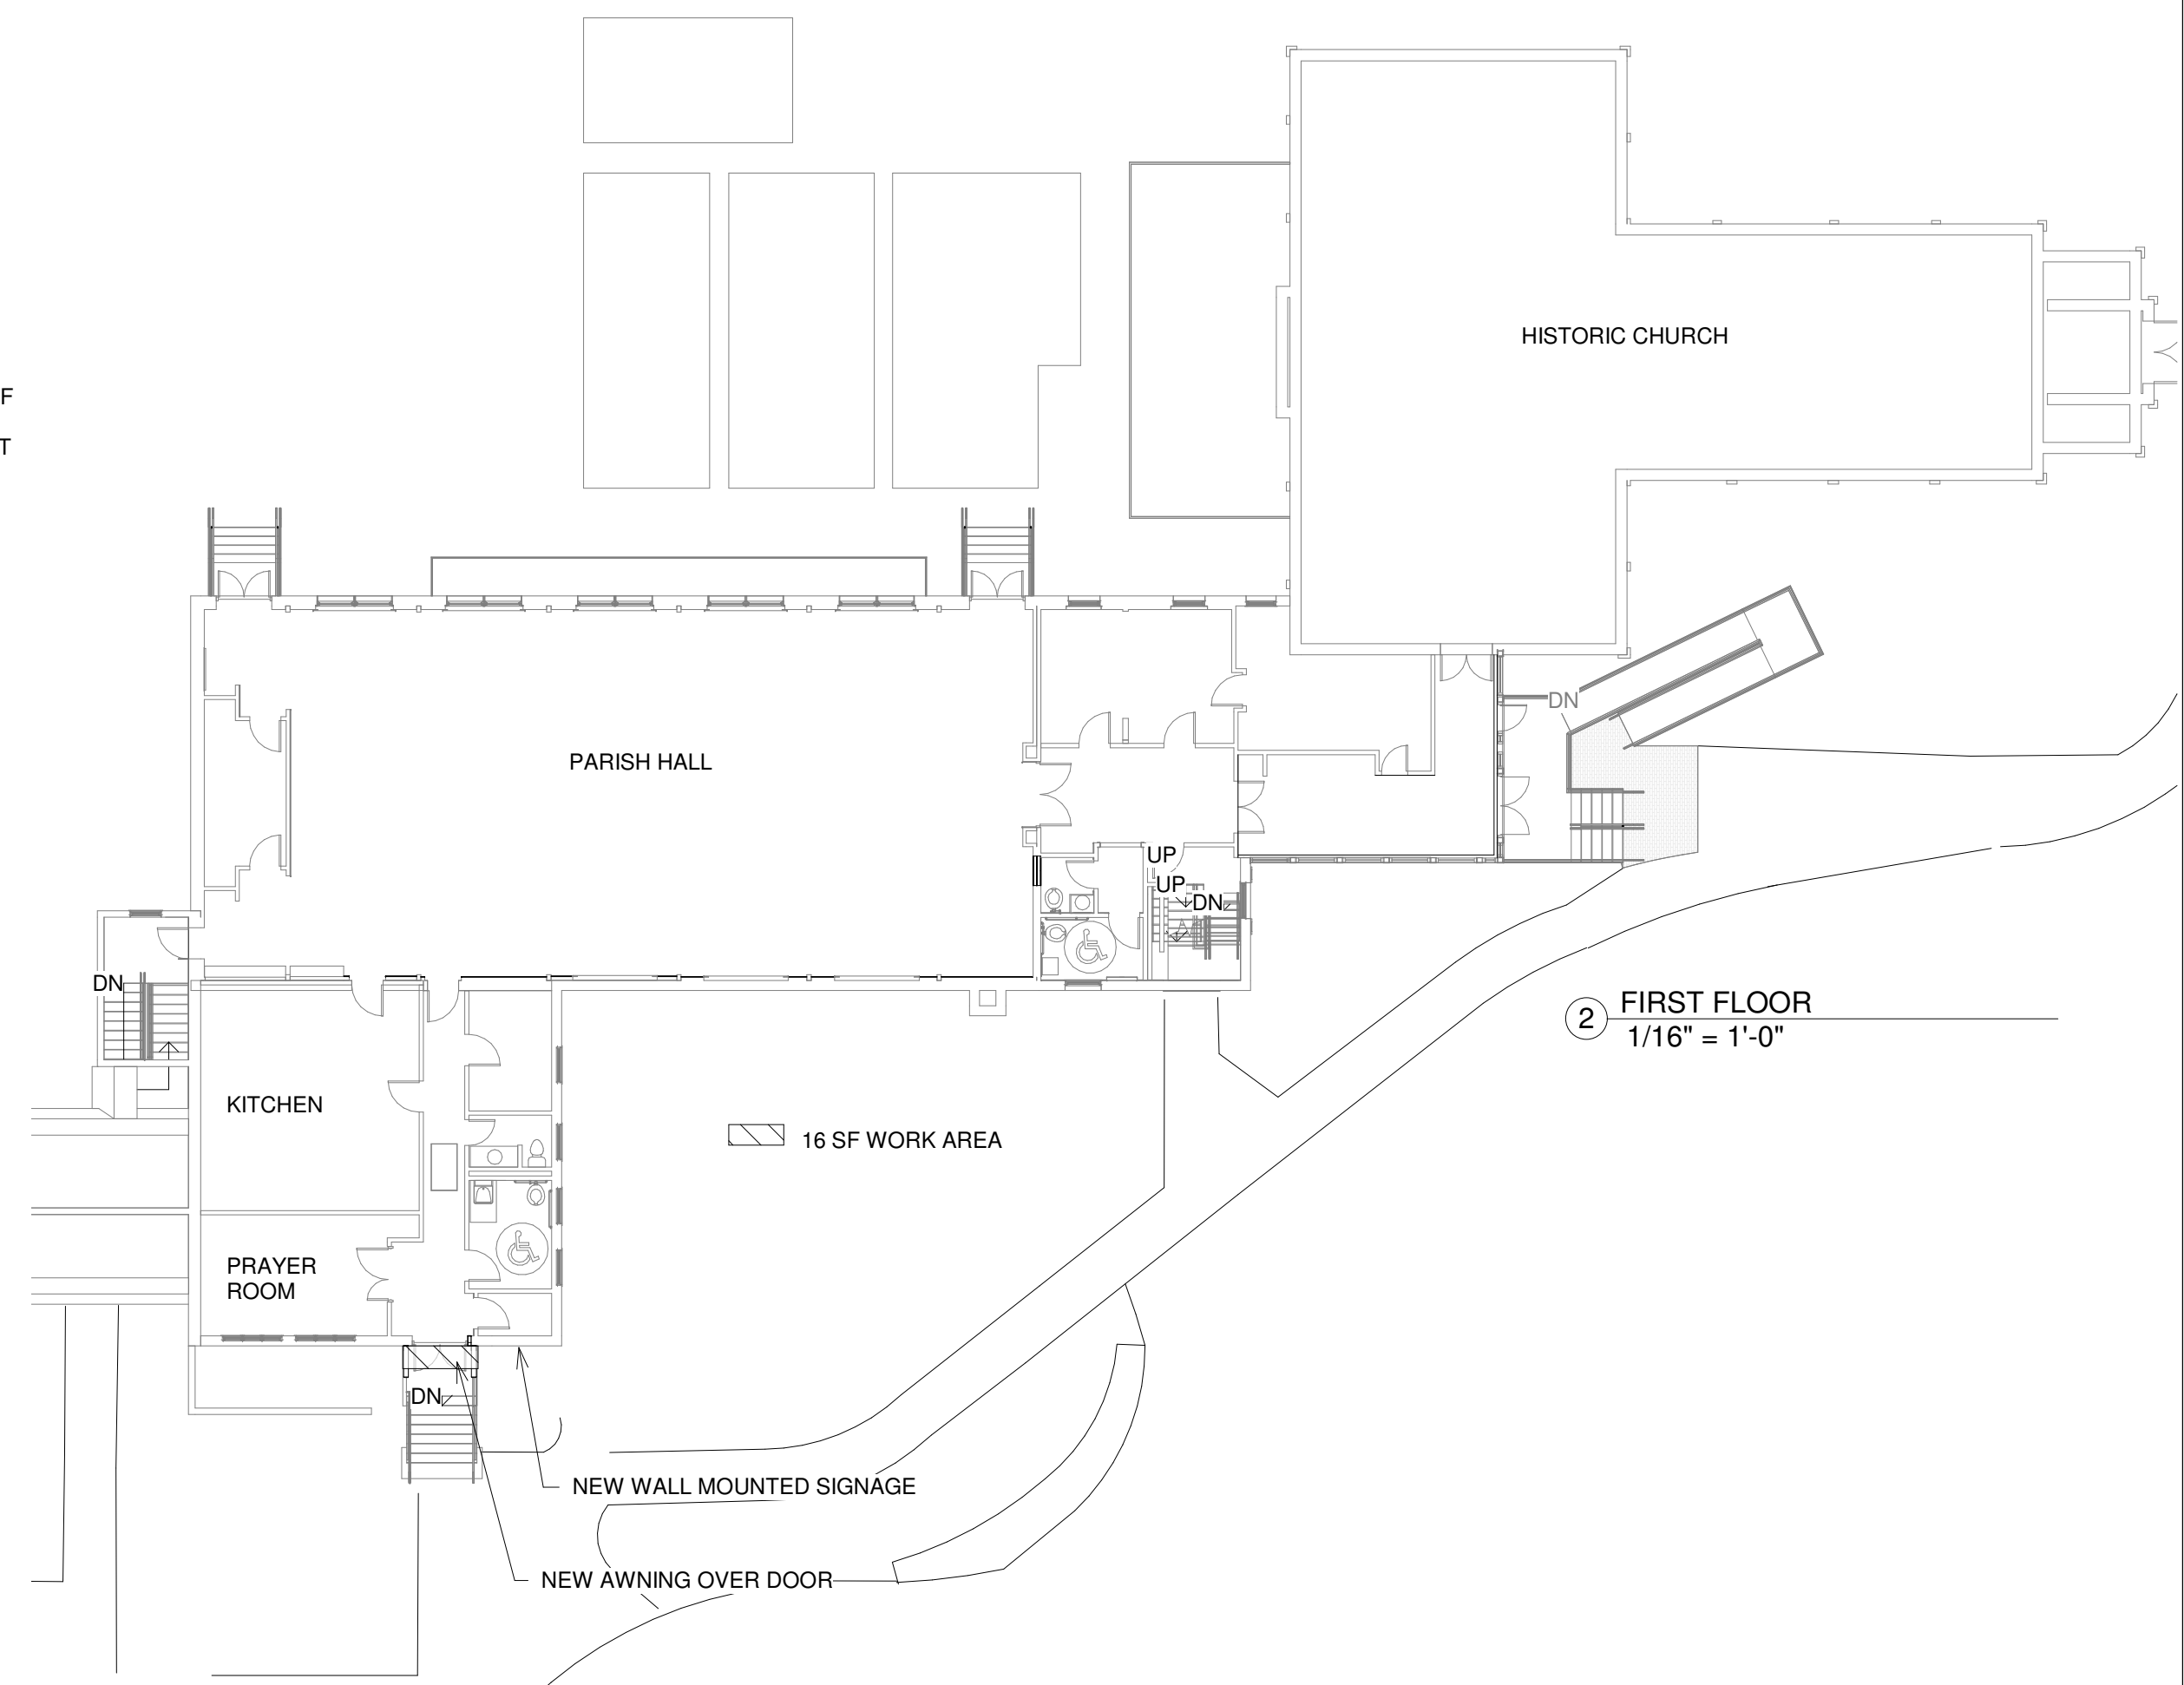 HISTORIC CHURCH
F
T
DN
PARISH HALL
UP
UP
DN
DN
2
FIRST FLOOR
1/16" = 1'-0"
KITCHEN
16 SF WORK AREA
PRAYER
ROOM
DN
NEW WALL MOUNTED SIGNAGE
NEW AWNING OVER DOOR